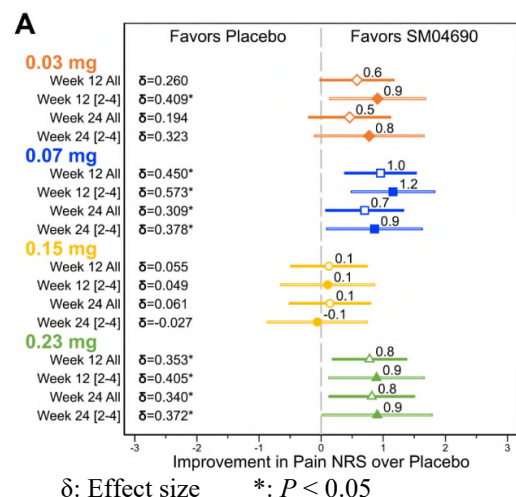 A
Favors Placebo Favors SM04690
0.03 mg
Week 12 All δ=0.260 0.6
Week 12 [2-4] δ=0.409* 0.9
Week 24 All δ=0.194 0.5
Week 24 [2-4] δ=0.323 0.8
0.07 mg
Week 12 All δ=0.450* 1.0
Week 12 [2-4] δ=0.573* 1.2
Week 24 All δ=0.309* 0.7
Week 24 [2-4] δ=0.378* 0.9
0.15 mg
Week 12 All δ=0.055 0.1
Week 12 [2-4] δ=0.049 0.1
Week 24 All δ=0.061 0.1
Week 24 [2-4] δ=-0.027 -0.1
0.23 mg
Week 12 All δ=0.353* 0.8
Week 12 [2-4] δ=0.405* 0.9
Week 24 All δ=0.340* 0.8
Week 24 [2-4] δ=0.372* 0.9
-3 -2 -1 0 1 2 3
Improvement in Pain NRS over Placebo
δ: Effect size *: P < 0.05